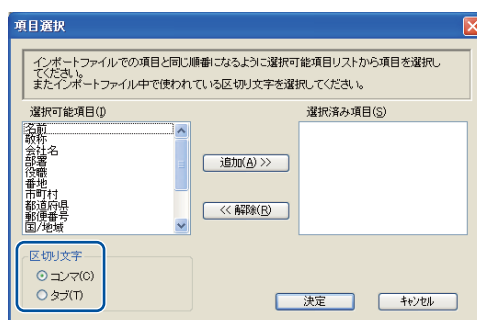 項目選択
インポートファイルでの項目と同じ順番になるように選択可能項目リストから項目を選択し
てください。
またインポートファイル中で使われている区切り文字を選択してください。
選択可能項目(I)
選択済み項目(S)
名前
敬称
会社名
部署
役職
番地
市町村
都道府県
郵便番号
国/地域
追加(A) >>
<< 解除(R)
区切り文字
コンマ(C)
タブ(T)
決定
キャンセル